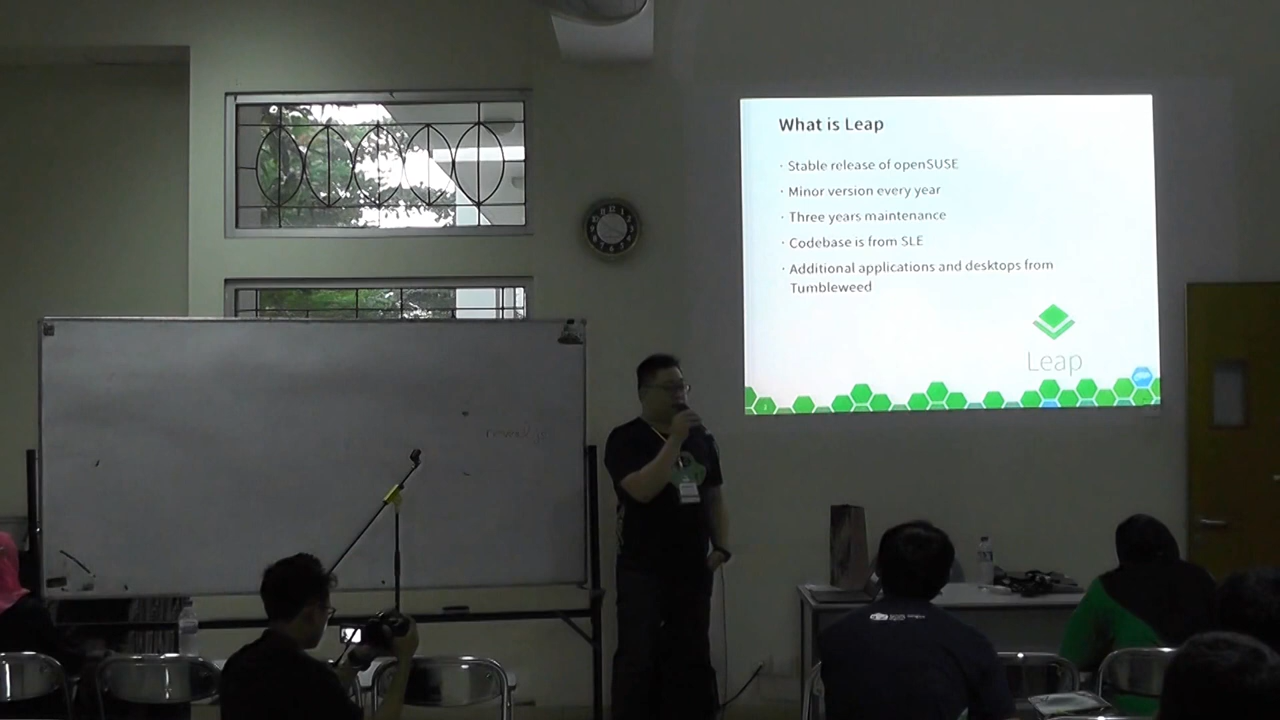 What is Leap
· Stable release of openSUSE
· Minor version every year
· Three years maintenance
· Codebase is from SLE
· Additional applications and desktops from
Tumbleweed
Leap